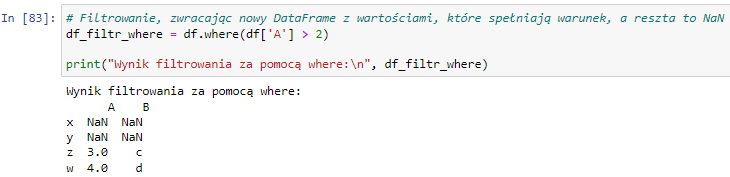 In [83]: # Filtrowanie, zwracając nowy DataFrame z wartościami, które spełniają warunek, a reszta to NaN
df_filtr_where = df.where(df['A'] > 2)
print("Wynik filtrowania za pomocą where:\n", df_filtr_where)
Wynik filtrowania za pomocą where:
     A    B
x  NaN  NaN
y  NaN  NaN
z  3.0    c
w  4.0    d